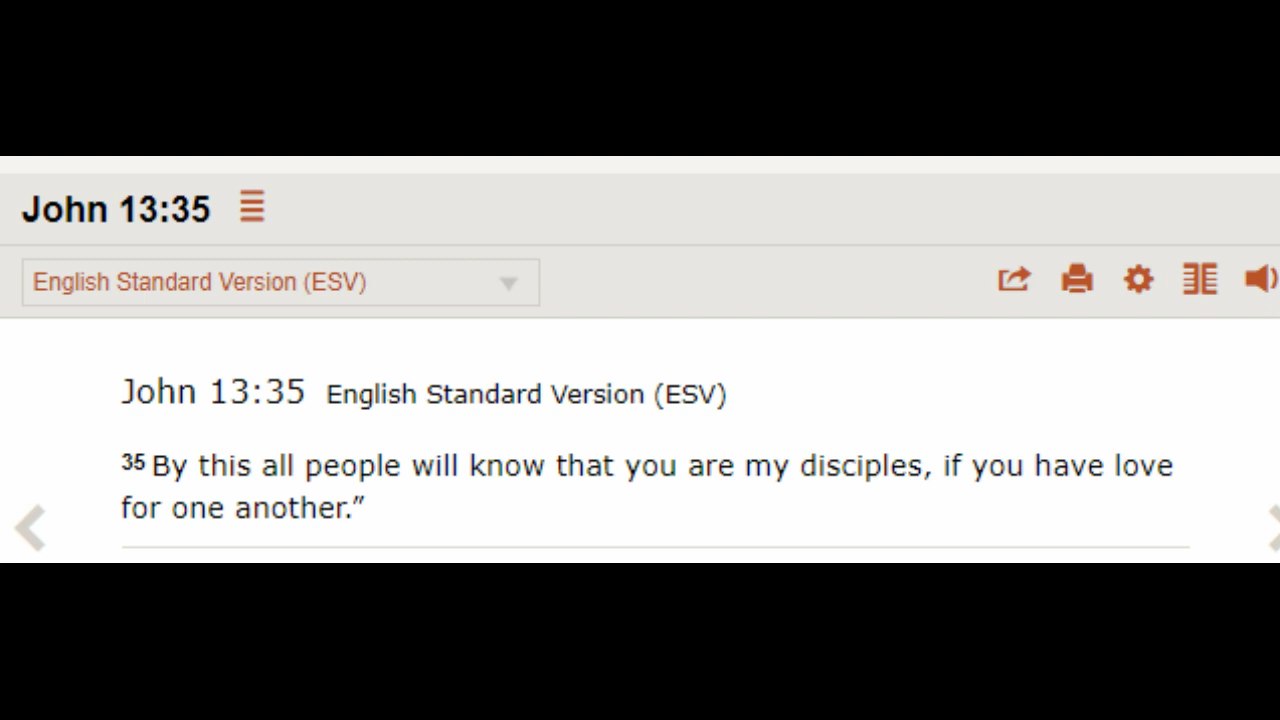 John 13:35
English Standard Version (ESV)
John 13:35 English Standard Version (ESV)
35 By this all people will know that you are my disciples, if you have love
for one another.”